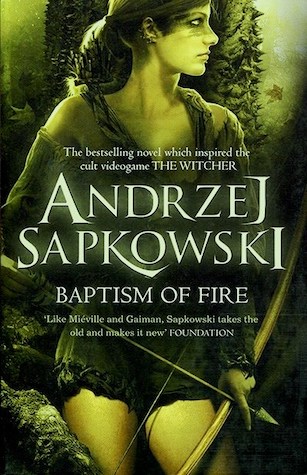 The bestselling novel which inspired the
cult videogame THE WITCHER
ANDRZEJ
SAPKOWSKI
BAPTISM OF FIRE
'Like Miéville and Gaiman, Sapkowski takes the
old and makes it new' FOUNDATION